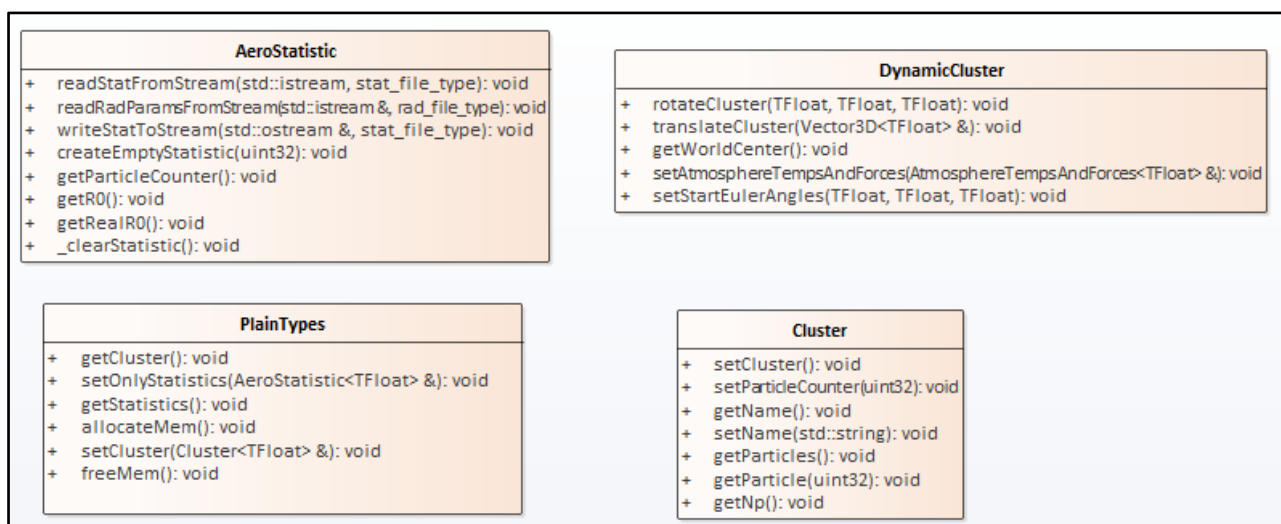 AeroStatistic
+ readStatFromStream(std::istream, stat_file_type): void
+ readRadParamsFromStream(std::istream &, rad_file_type): void
+ writeStatToStream(std::ostream &, stat_file_type): void
+ createEmptyStatistic(uint32): void
+ getParticleCounter(): void
+ getR0(): void
+ getRealR0(): void
+ _clearStatistic(): void
DynamicCluster
+ rotateCluster(TFloat, TFloat, TFloat): void
+ translateCluster(Vector3D<TFloat> &): void
+ getWorldCenter(): void
+ setAtmosphereTempsAndForces(AtmosphereTempsAndForces<TFloat> &): void
+ setStartEulerAngles(TFloat, TFloat, TFloat): void
PlainTypes
+ getCluster(): void
+ setOnlyStatistics(AeroStatistic<TFloat> &): void
+ getStatistics(): void
+ allocateMem(): void
+ setCluster(Cluster<TFloat> &): void
+ freeMem(): void
Cluster
+ setCluster(): void
+ setParticleCounter(uint32): void
+ getName(): void
+ setName(std::string): void
+ getParticles(): void
+ getParticle(uint32): void
+ getNp(): void